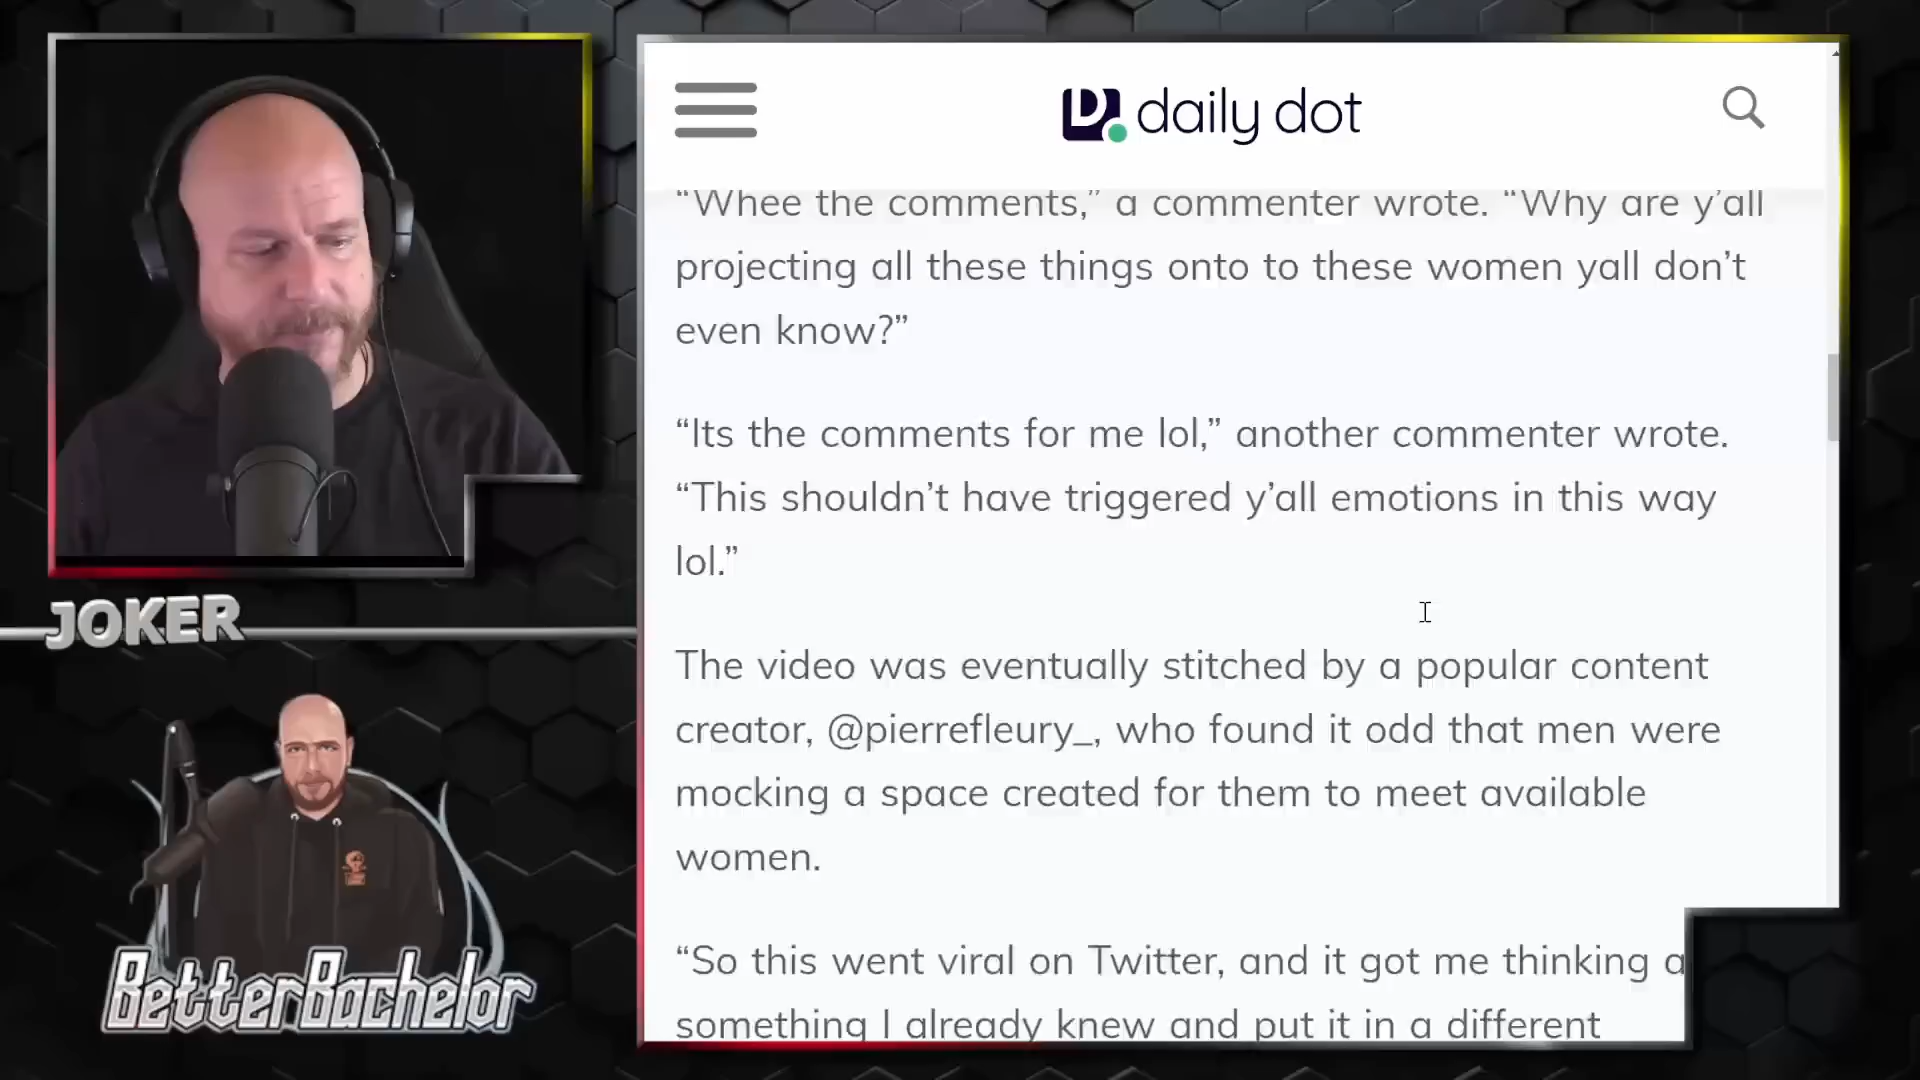 JOKER
BetterBachelor
daily dot
“Whee the comments,” a commenter wrote. “Why are y’all
projecting all these things onto to these women yall don’t
even know?”
“Its the comments for me lol,” another commenter wrote.
“This shouldn’t have triggered y’all emotions in this way
lol.”
The video was eventually stitched by a popular content
creator, @pierrefleury_, who found it odd that men were
mocking a space created for them to meet available
women.
“So this went viral on Twitter, and it got me thinking a
something I already knew and put it in a different